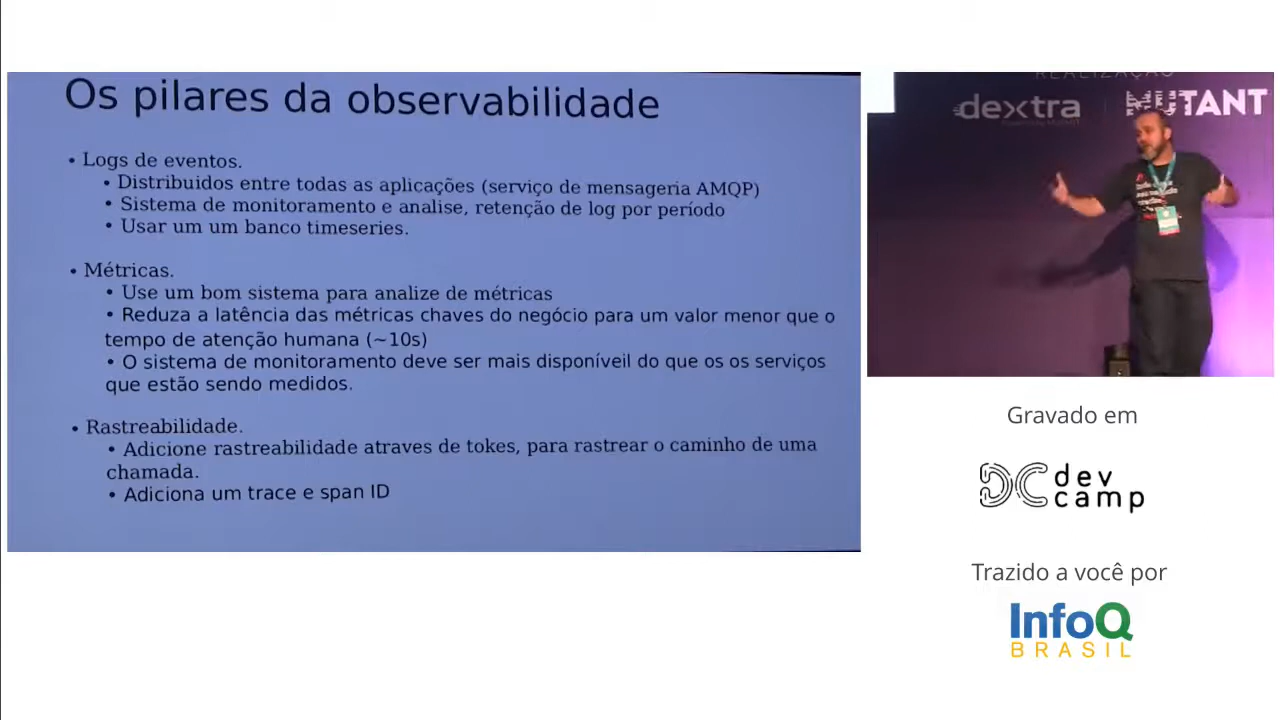 Os pilares da observabilidade
• Logs de eventos.
• Distribuidos entre todas as aplicações (serviço de mensageria AMQP)
• Sistema de monitoramento e analise, retenção de log por período
• Usar um um banco timeseries.
• Métricas.
• Use um bom sistema para analize de métricas
• Reduza a latência das métricas chaves do negócio para um valor menor que o
tempo de atenção humana (~10s)
• O sistema de monitoramento deve ser mais disponíveil do que os os serviços
que estão sendo medidos.
• Rastreabilidade.
• Adicione rastreabilidade atraves de tokes, para rastrear o caminho de uma
chamada.
• Adiciona um trace e span ID
REALIZAÇÃO
dextra
Gravado em
dev
camp
Trazido a você por
InfoQ
BRASIL